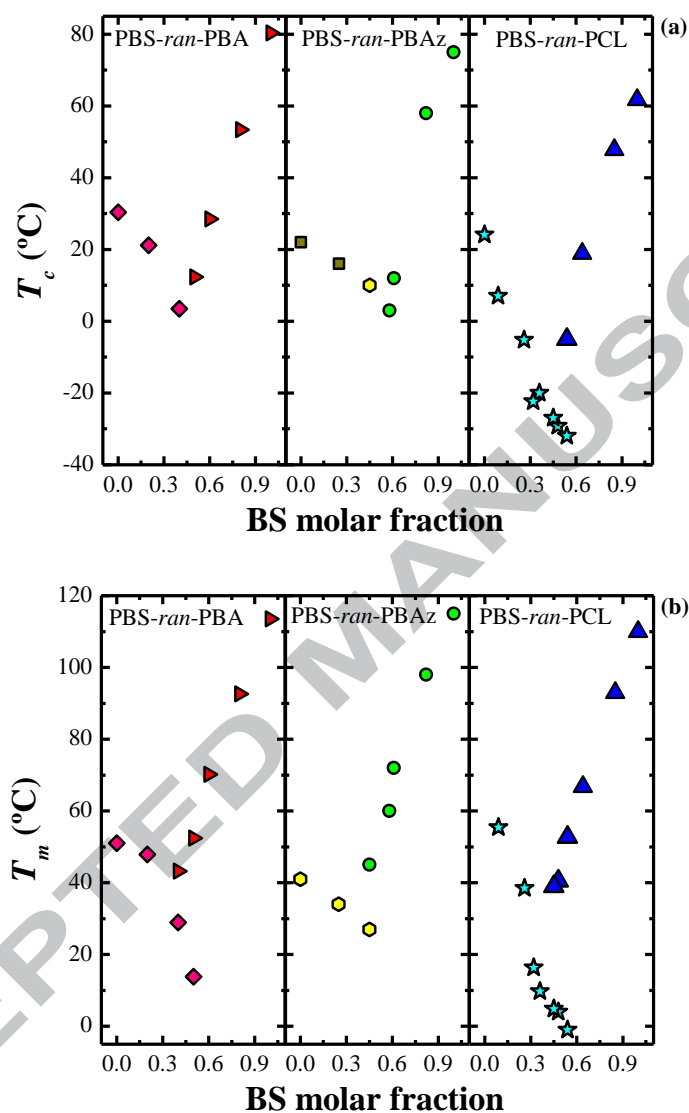 PBS-ran-PBA PBS-ran-PBAz PBS-ran-PCL (a)
80
60
40
20
0
-20
-40
T_c (ºC)
0.0 0.3 0.6 0.9 0.0 0.3 0.6 0.9 0.0 0.3 0.6 0.9
BS molar fraction
PBS-ran-PBA PBS-ran-PBAz PBS-ran-PCL (b)
120
100
80
60
40
20
0
T_m (ºC)
0.0 0.3 0.6 0.9 0.0 0.3 0.6 0.9 0.0 0.3 0.6 0.9
BS molar fraction
EPTED MANUSC